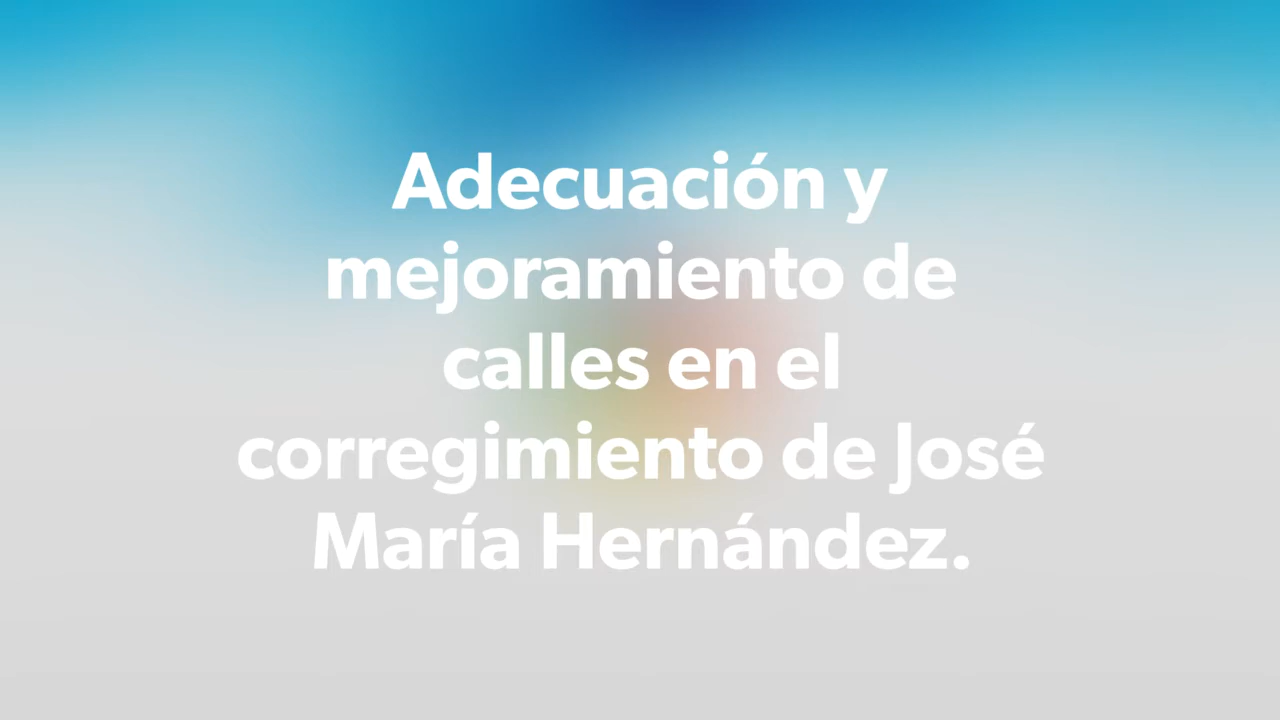 Adecuación y
mejoramiento de
calles en el
corregimiento de José
María Hernández.